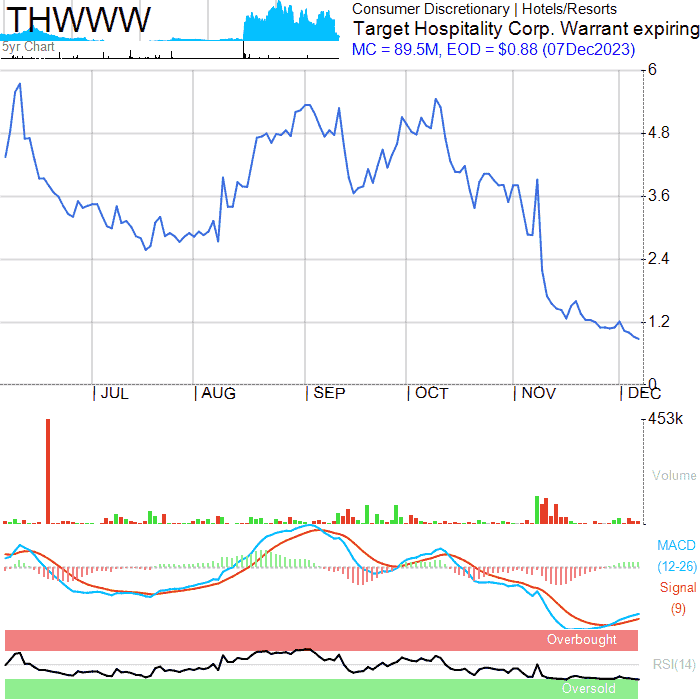 THWWW
5yr Chart
Consumer Discretionary | Hotels/Resorts
Target Hospitality Corp. Warrant expiring
MC = 89.5M, EOD = $0.88 (07Dec2023)
6
4.8
3.6
2.4
1.2
0
JUL AUG SEP OCT NOV DEC
453k
Volume
MACD
(12-26)
Signal
(9)
Overbought
RSI(14)
Oversold